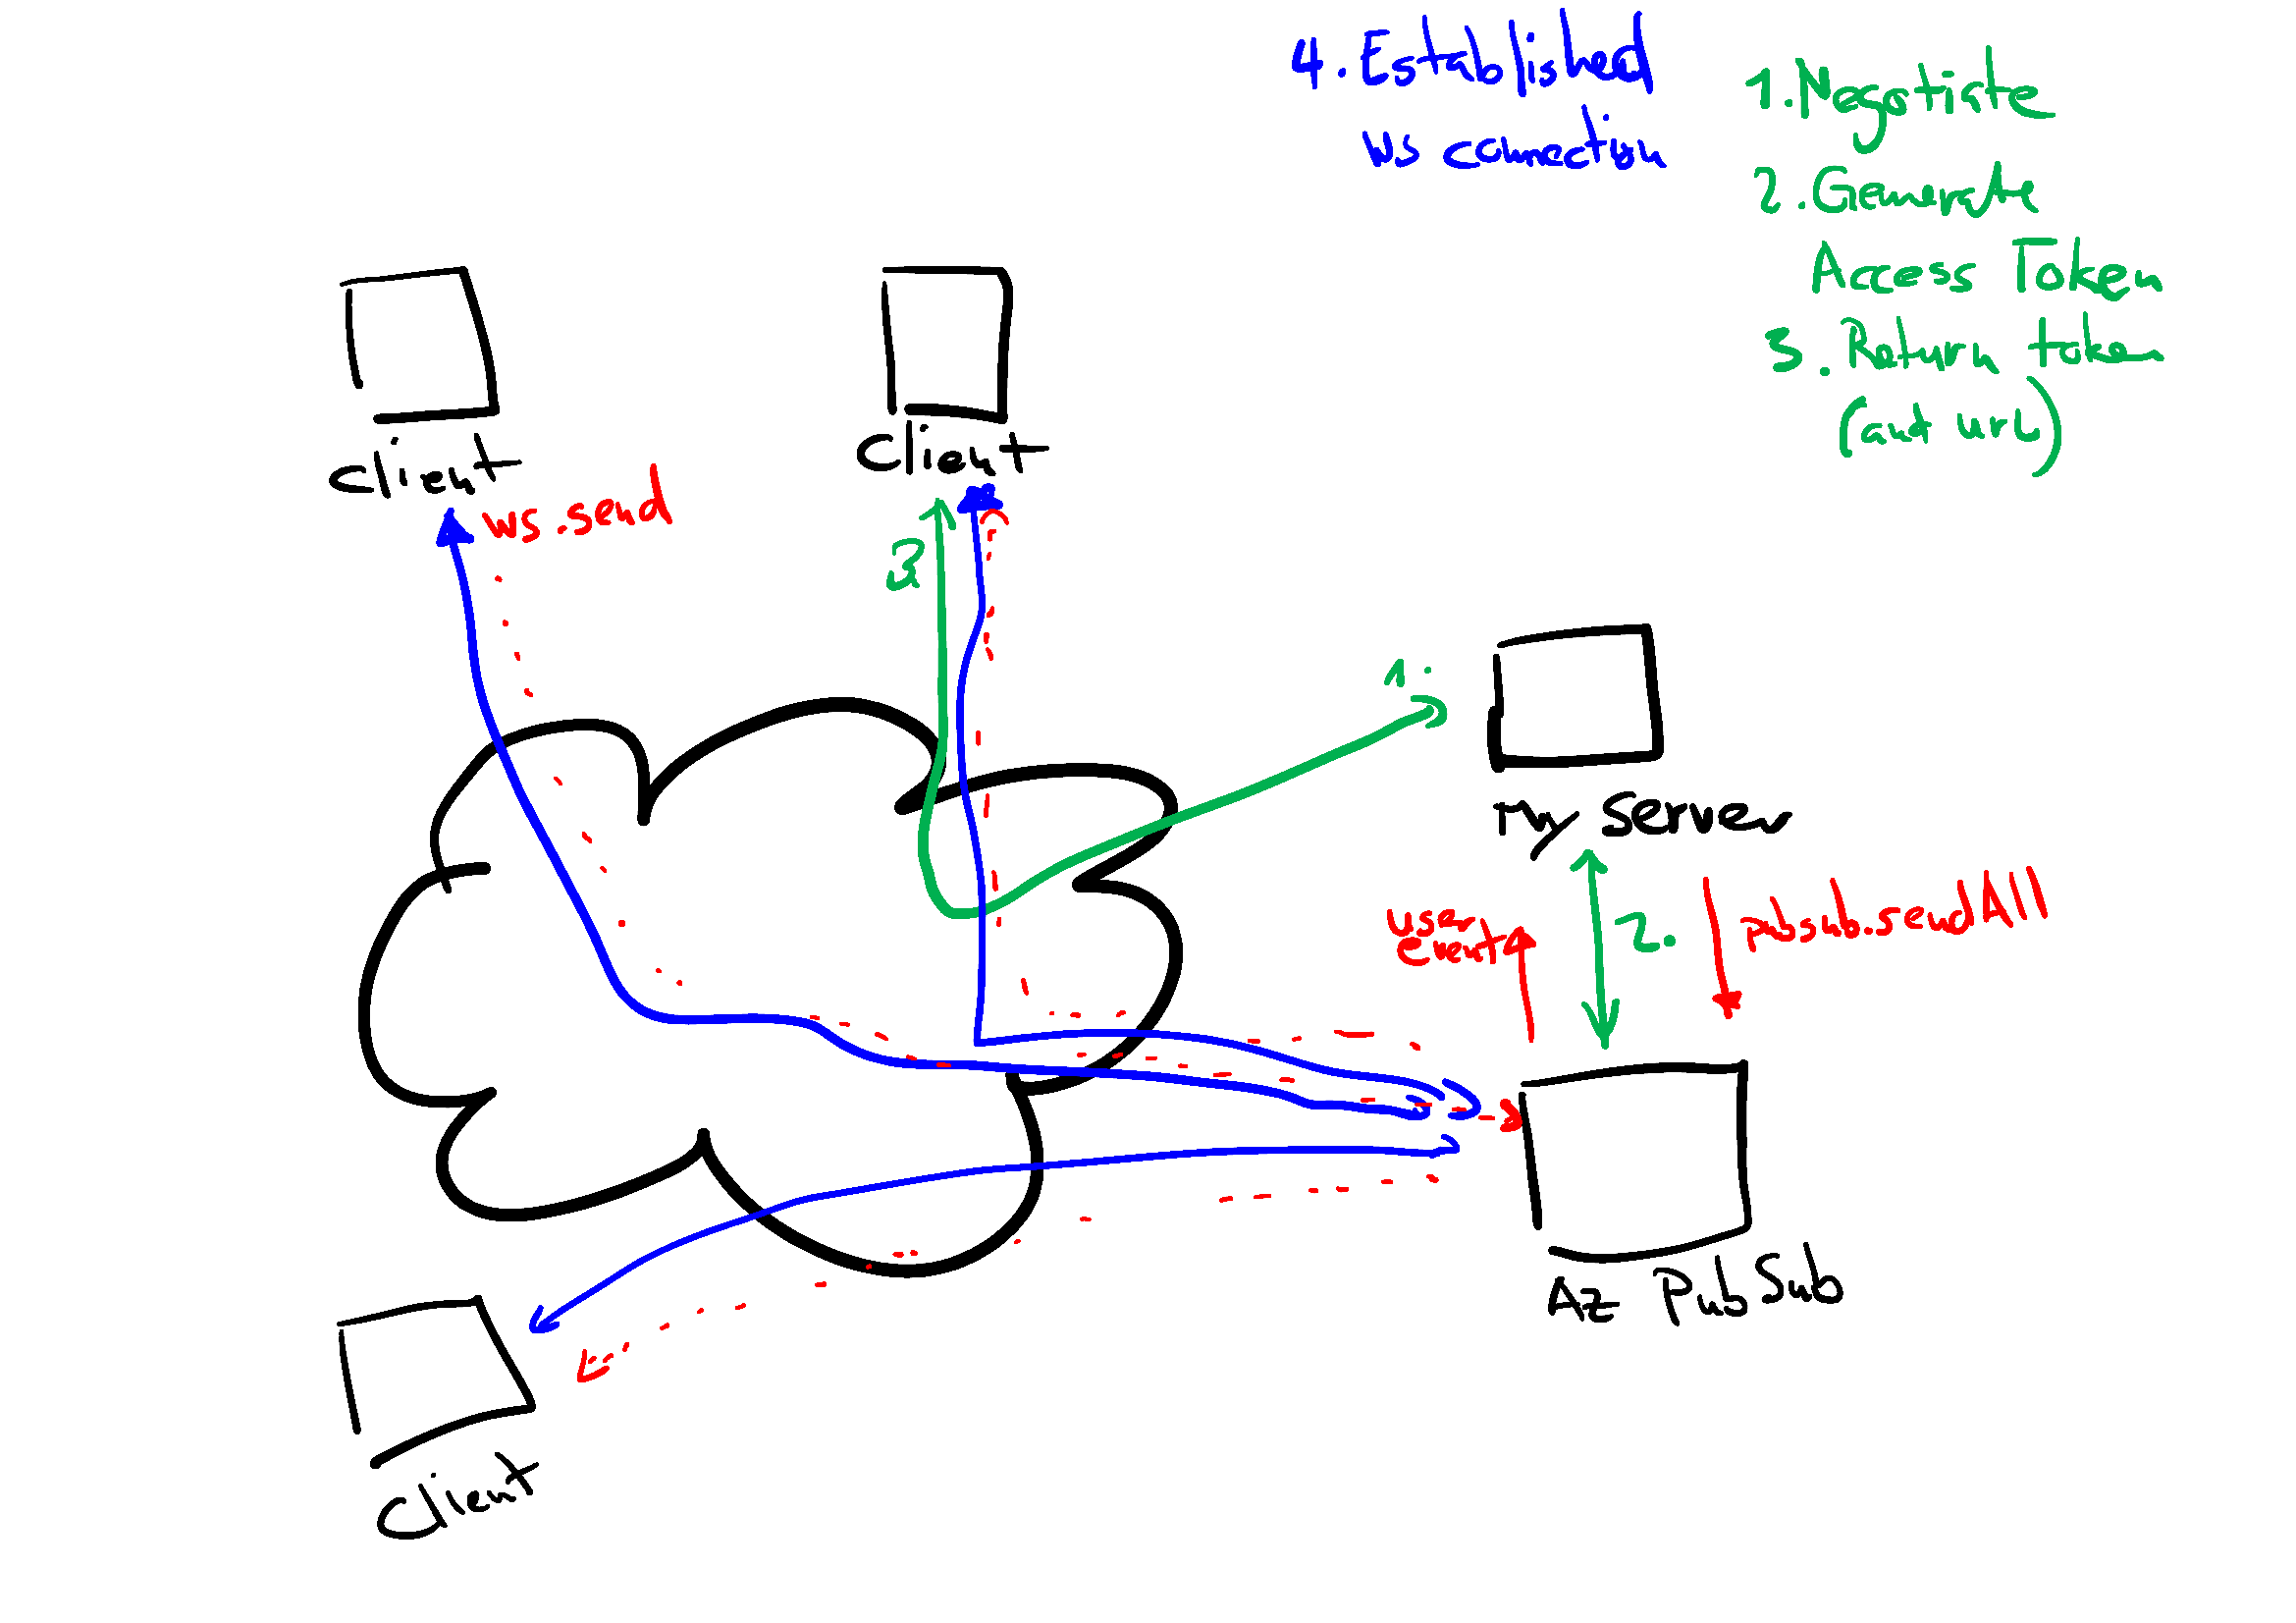 4. Established
ws connection
1. Negotiate
2. Generate
Access Token
3. Return token
(and url)
Client
Client
ws.send
3
1.
My Server
user
event
2.
pubsub.sendAll
Az PubSub
Client